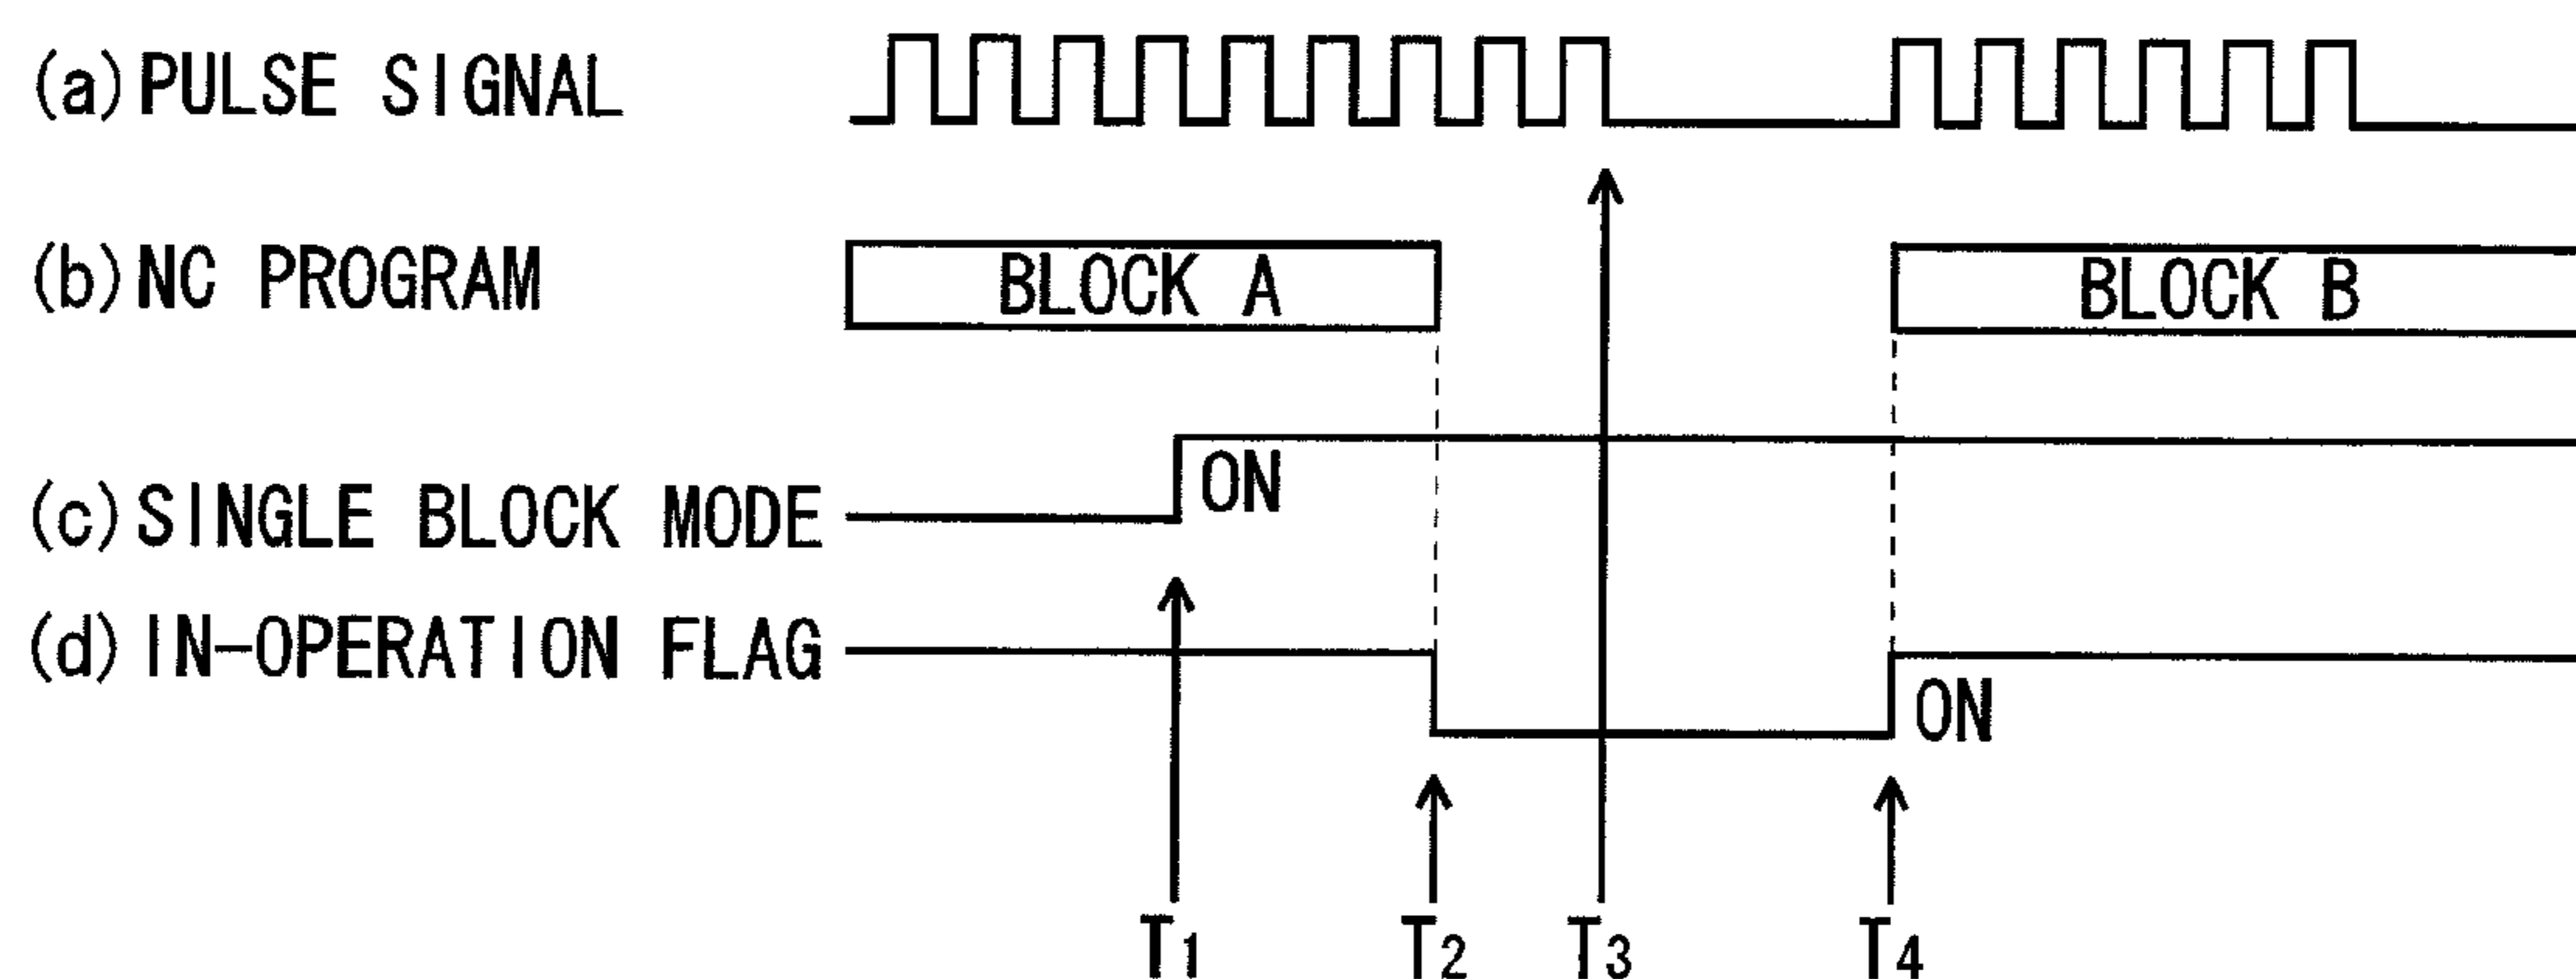 (a) PULSE SIGNAL
(b) NC PROGRAM
BLOCK A
BLOCK B
(c) SINGLE BLOCK MODE
ON
(d) IN-OPERATION FLAG
ON
T1
T2
T3
T4